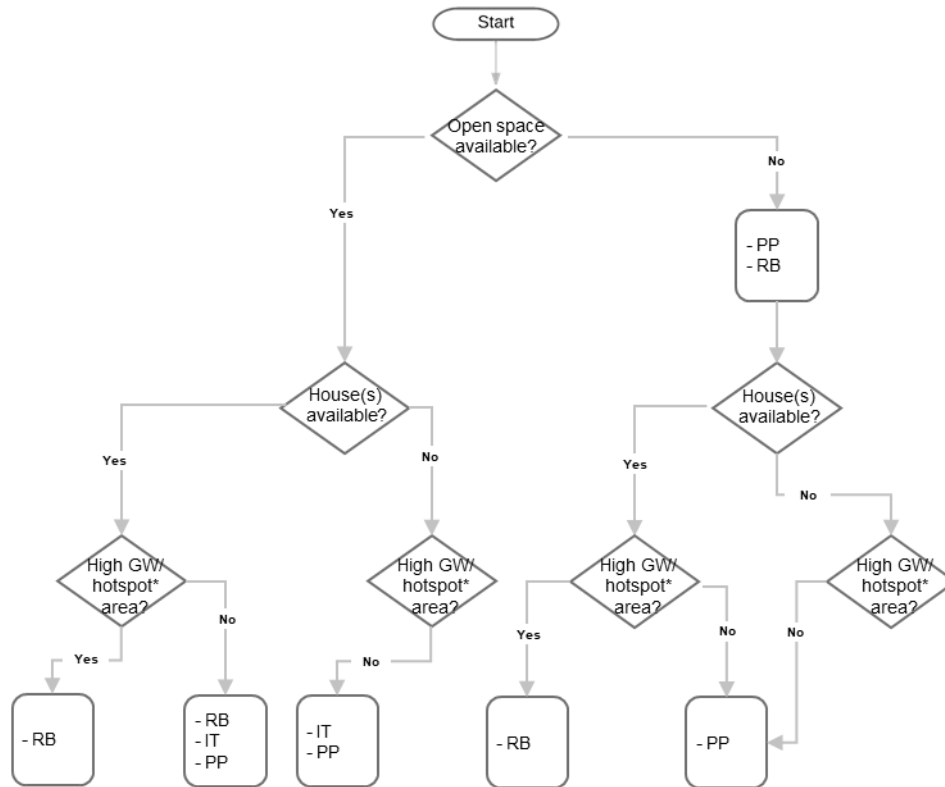 Start
Open space
available?
No
Yes
- PP
- RB
House(s)
available?
House(s)
available?
Yes
No
Yes
No
High GW/
hotspot*
area?
High GW/
hotspot*
area?
High GW/
hotspot*
area?
High GW/
hotspot*
area?
No
Yes
No
Yes
No
No
- RB
- RB
- IT
- PP
- IT
- PP
- RB
- PP